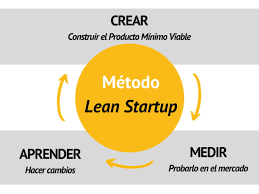 CREAR
Construir el Producto Mínimo Viable
Método
Lean Startup
APRENDER
Hacer cambios
MEDIR
Probarlo en el mercado